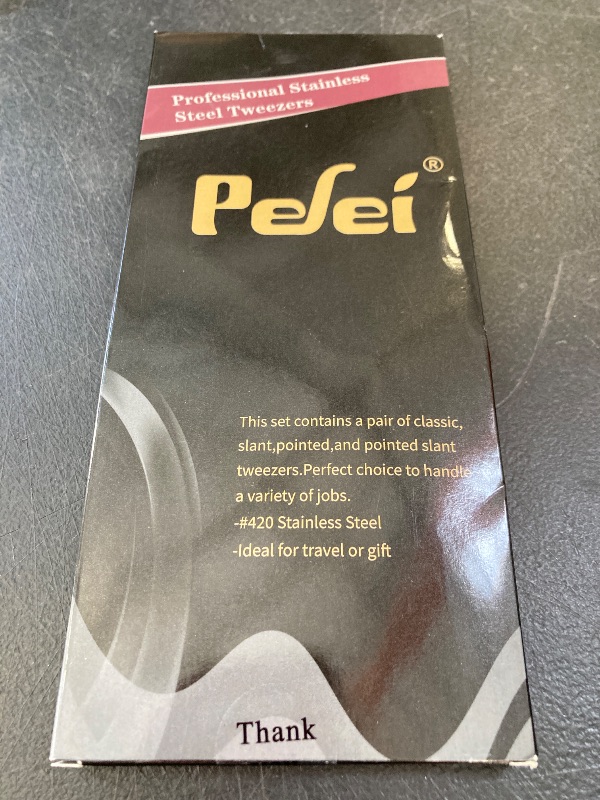 Professional Stainless
Steel Tweezers
Pesei®
This set contains a pair of classic,
slant,pointed,and pointed slant
tweezers.Perfect choice to handle
a variety of jobs.
-#420 Stainless Steel
-Ideal for travel or gift
Thank